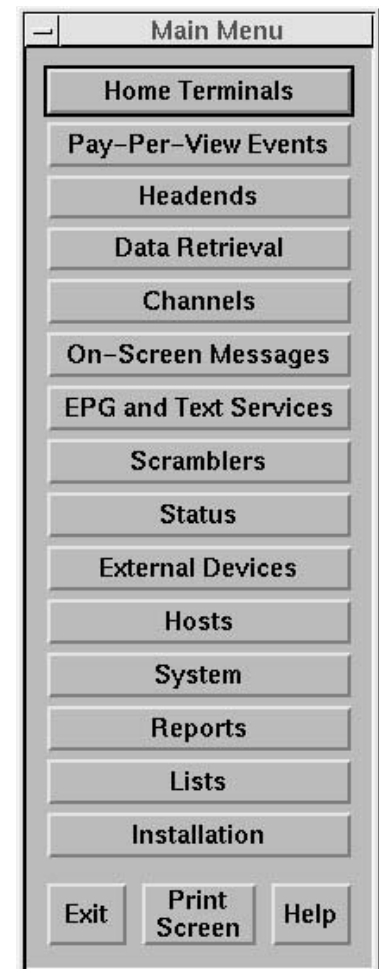 Main Menu
Home Terminals
Pay-Per-View Events
Headends
Data Retrieval
Channels
On-Screen Messages
EPG and Text Services
Scramblers
Status
External Devices
Hosts
System
Reports
Lists
Installation
Exit
Print
Screen
Help